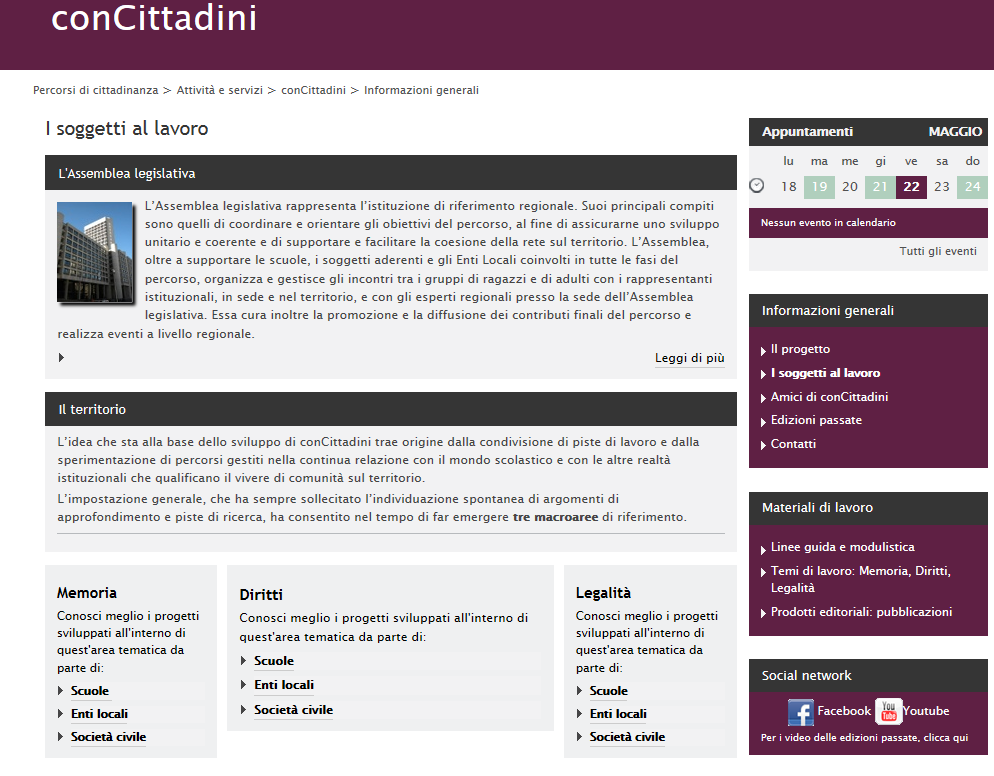 conCittadini
Percorsi di cittadinanza > Attività e servizi > conCittadini > Informazioni generali
I soggetti al lavoro
L'Assemblea legislativa
L’Assemblea legislativa rappresenta l’istituzione di riferimento regionale. Suoi principali compiti
sono quelli di coordinare e orientare gli obiettivi del percorso, al fine di assicurarne uno sviluppo
unitario e coerente e di supportare e facilitare la coesione della rete sul territorio. L’Assemblea,
oltre a supportare le scuole, i soggetti aderenti e gli Enti Locali coinvolti in tutte le fasi del
percorso, organizza e gestisce gli incontri tra i gruppi di ragazzi e di adulti con i rappresentanti
istituzionali, in sede e nel territorio, e con gli esperti regionali presso la sede dell’Assemblea
legislativa. Essa cura inoltre la promozione e la diffusione dei contributi finali del percorso e
realizza eventi a livello regionale.
Leggi di più
Il territorio
L’idea che sta alla base dello sviluppo di conCittadini trae origine dalla condivisione di piste di lavoro e dalla
sperimentazione di percorsi gestiti nella continua relazione con il mondo scolastico e con le altre realtà
istituzionali che qualificano il vivere di comunità sul territorio.
L’impostazione generale, che ha sempre sollecitato l’individuazione spontanea di argomenti di
approfondimento e piste di ricerca, ha consentito nel tempo di far emergere tre macroaree di riferimento.
Memoria
Conosci meglio i progetti
sviluppati all'interno di
quest'area tematica da
parte di:
Scuole
Enti locali
Società civile
Diritti
Conosci meglio i progetti sviluppati all'interno di
quest'area tematica da parte di:
Scuole
Enti locali
Società civile
Legalità
Conosci meglio i progetti
sviluppati all'interno di
quest'area tematica da
parte di:
Scuole
Enti locali
Società civile
Appuntamenti MAGGIO
lu ma me gi ve sa do
18 19 20 21 22 23 24
Nessun evento in calendario
Tutti gli eventi
Informazioni generali
Il progetto
I soggetti al lavoro
Amici di conCittadini
Edizioni passate
Contatti
Materiali di lavoro
Linee guida e modulistica
Temi di lavoro: Memoria, Diritti,
Legalità
Prodotti editoriali: pubblicazioni
Social network
f Facebook You Tube Youtube
Per i video delle edizioni passate, clicca qui